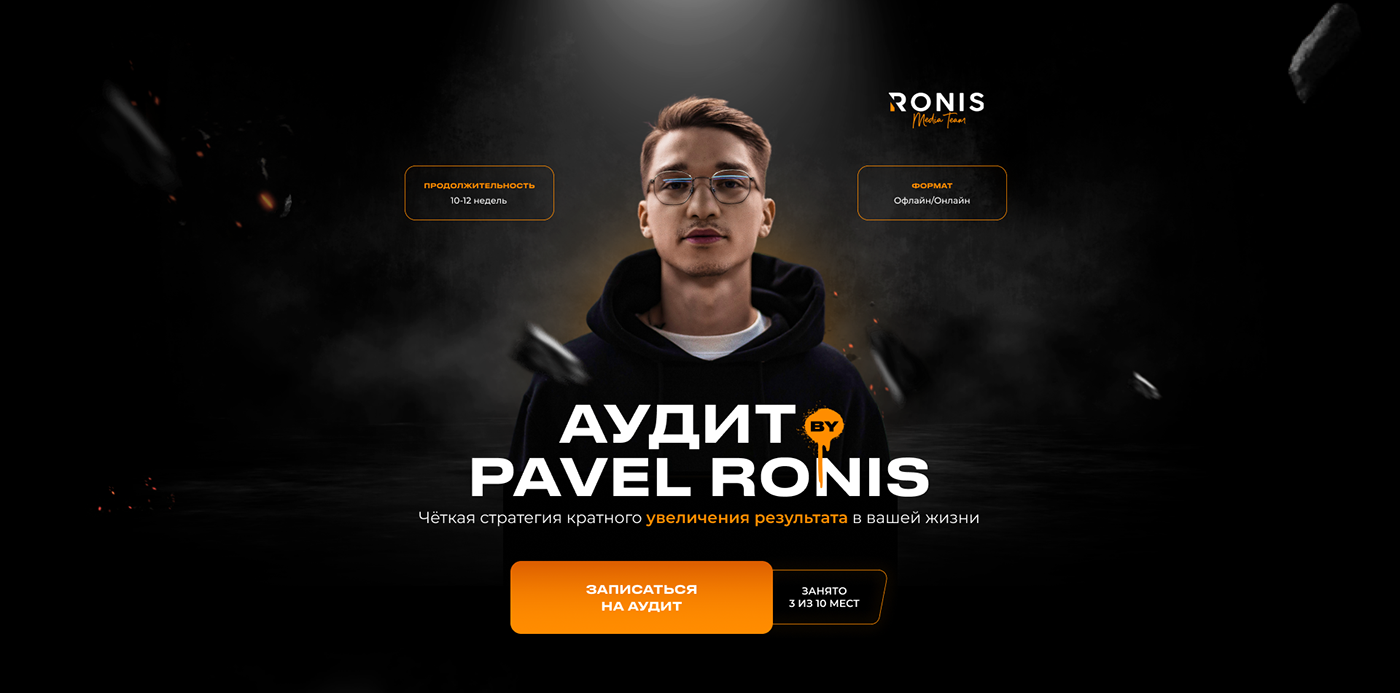 RONIS
Media Team
ПРОДОЛЖИТЕЛЬНОСТЬ
10-12 недель
ФОРМАТ
Офлайн/Онлайн
АУДИТ BY
PAVEL RONIS
Чёткая стратегия кратного увеличения результата в вашей жизни
ЗАПИСАТЬСЯ
НА АУДИТ
ЗАНЯТО
3 ИЗ 10 МЕСТ